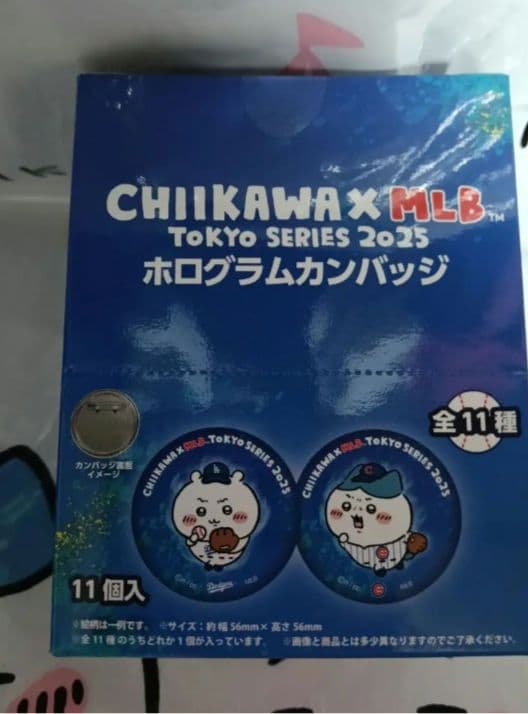 CHIIKAWA X MLB™
TOKYO SERIES 2025
ホログラムカンバッジ
全11種
カンバッジ裏面
イメージ
CHIIKAWA X MLB TOKYO SERIES 2025
Dodgers
MLB
CHIIKAWA X MLB TOKYO SERIES 2025
MLB
11個入
※絵柄は一例です。 ※サイズ：約 幅56mm×高さ56mm
※全11種のうちどれか1個が入っています。 ※画像と商品とは多少異なりますのでご了承ください。